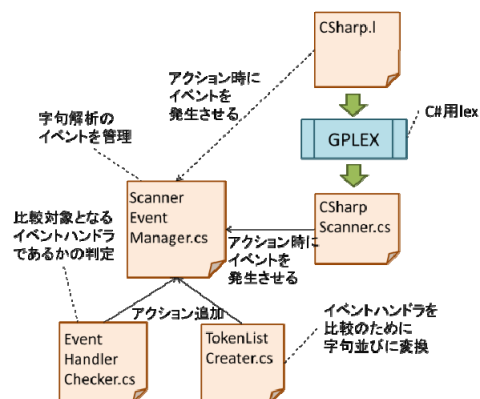 CSharp.l
アクション時に
イベントを
発生させる
C#用lex
字句解析の
イベントを管理
GPLEX
Scanner
Event
Manager.cs
CSharp
Scanner.cs
比較対象となる
イベントハンドラ
であるかの判定
アクション時に
イベントを
発生させる
アクション追加
Event
Handler
Checker.cs
TokenList
Creater.cs
イベントハンドラを
比較のために
字句並びに変換